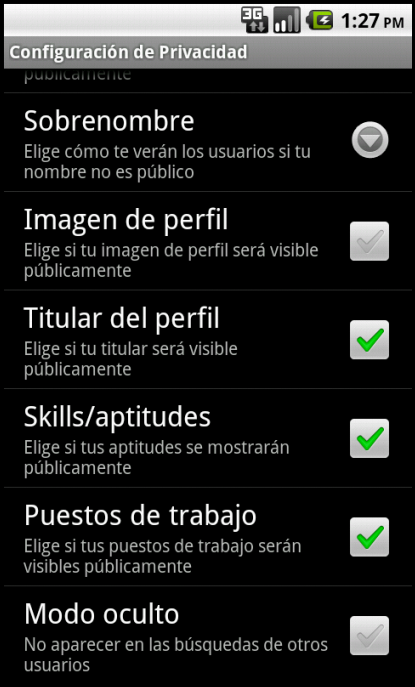 3G
1:27 PM
Configuración de Privacidad
públicamente
Sobrenombre
Elige cómo te verán los usuarios si tu
nombre no es público
Imagen de perfil
Elige si tu imagen de perfil será visible
públicamente
Titular del perfil
Elige si tu titular será visible
públicamente
Skills/aptitudes
Elige si tus aptitudes se mostrarán
públicamente
Puestos de trabajo
Elige si tus puestos de trabajo serán
visibles públicamente
Modo oculto
No aparecer en las búsquedas de otros
usuarios